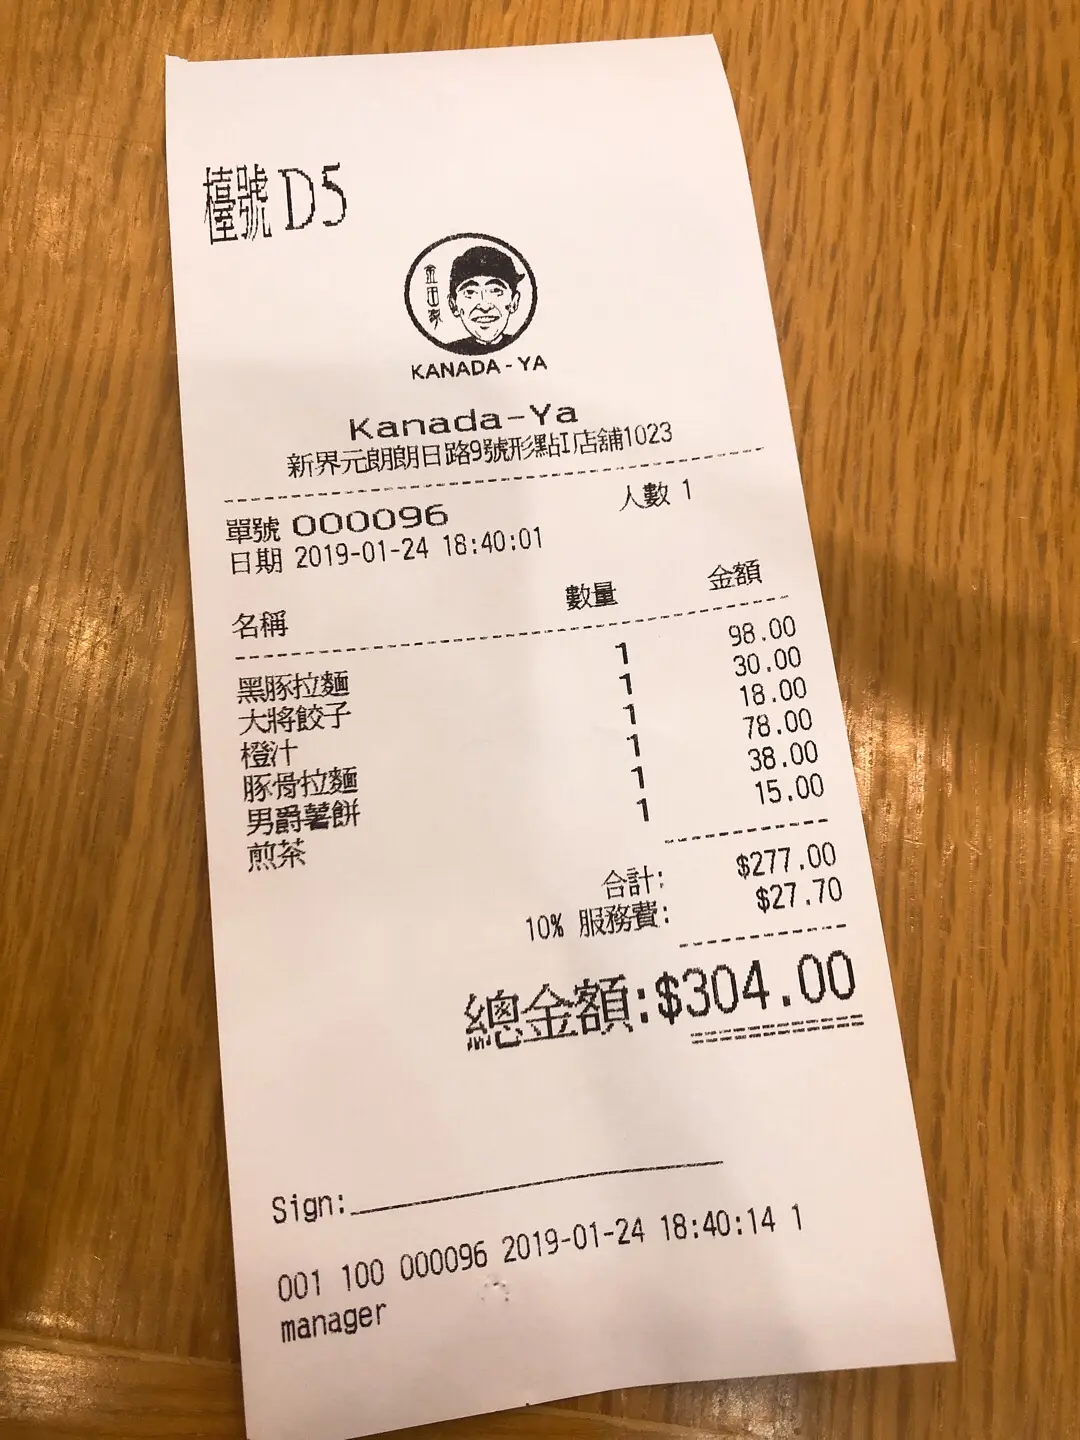 檯號 D5
金田家
KANADA-YA
Kanada-Ya
新界元朗朗日路9號形點I店舖1023
單號 000096 人數 1
日期 2019-01-24 18:40:01
名稱 數量 金額
黑豚拉麵 1 98.00
大將餃子 1 30.00
橙汁 1 18.00
豚骨拉麵 1 78.00
男爵薯餅 1 38.00
煎茶 1 15.00
合計: $277.00
10% 服務費: $27.70
總金額:$304.00
Sign:
001 100 000096 2019-01-24 18:40:14 1
manager